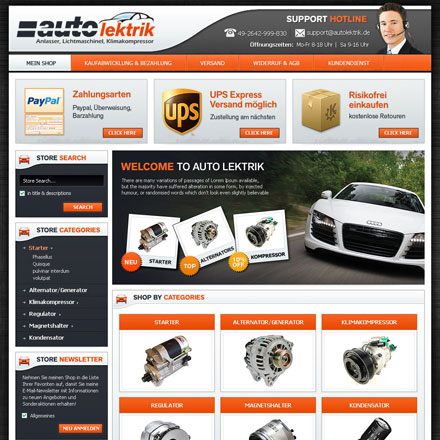 auto lektrik
Anlasser, Lichtmaschinel, Klimakompressor
SUPPORT HOTLINE
49-2642-999-830
support@autolektrik.de
Öffnungszeiten: Mo-Fr 8-18 Uhr | Sa 9-16 Uhr
MEIN SHOP
KAUFABWICKLUNG & BEZAHLUNG
VERSAND
WIDERUF & AGB
KUNDENDIENST
PayPal
Zahlungsarten
Paypal, Überweisung,
Barzahlung
CLICK HERE
ups
UPS Express
Versand möglich
Zustellung am nächsten
CLICK HERE
Risikofrei
einkaufen
kostenlose Retouren
CLICK HERE
STORE SEARCH
Store Search...
in title & descriptions
SEARCH
STORE CATEGORIES
Starter
Phasellus
Quisque
pulvinar interdum
volutpat
Alternator/Generator
Klimakompressor
Regulator
Magnetshalter
Kondensator
STORE NEWSLETTER
Nehmen Sie meinen Shop in die Liste
Ihrer Favoriten auf, damit Sie meine
E-Mail-Newsletter mit Informationen
zu neuen Angeboten und
Sonderaktionen erhalten!
Allgemeines
NEU ANMELDEN
WELCOME TO AUTO LEKTRIK
There are many variations of passages of Lorem Ipsum available,
but the majority have suffered alteration in some form, by injected
humour, or randomised words which don't look even slightly believable
NEU
STARTER
TOP
ALTERNATORS
10% OFF
KOMPRESSOR
SHOP BY CATEGORIES
STARTER
ALTERNATOR/GENERATOR
KLIMAKOMPRESSOR
REGULATOR
MAGNETSHALTER
KONDENSATOR